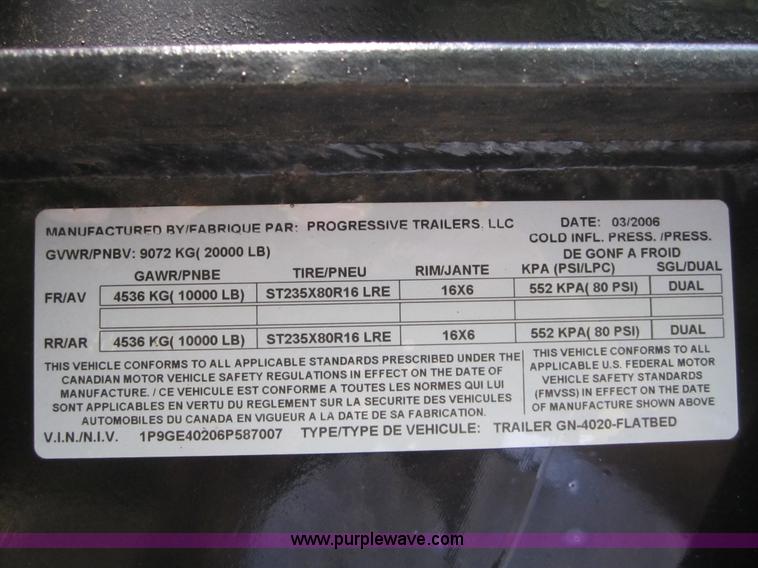 MANUFACTURED BY/FABRIQUE PAR: PROGRESSIVE TRAILERS, LLC DATE: 03/2006
GVWR/PNBV: 9072 KG( 20000 LB) COLD INFL. PRESS. /PRESS.
DE GONF A FROID
GAWR/PNBE TIRE/PNEU RIM/JANTE KPA (PSI/LPC) SGL/DUAL
FR/AV 4536 KG( 10000 LB) ST235X80R16 LRE 16X6 552 KPA( 80 PSI) DUAL
RR/AR 4536 KG( 10000 LB) ST235X80R16 LRE 16X6 552 KPA( 80 PSI) DUAL
THIS VEHICLE CONFORMS TO ALL APPLICABLE STANDARDS PRESCRIBED UNDER THE
CANADIAN MOTOR VEHICLE SAFETY REGULATIONS IN EFFECT ON THE DATE OF
MANUFACTURE. / CE VEHICULE EST CONFORME A TOUTES LES NORMES QUI LUI
SONT APPLICABLES EN VERTU DU REGLEMENT SUR LA SECURITE DES VEHICULES
AUTOMOBILES DU CANADA EN VIGUEUR A LA DATE DE SA FABRICATION.
THIS VEHICLE CONFORMS TO ALL
APPLICABLE U.S. FEDERAL MOTOR
VEHICLE SAFETY STANDARDS
(FMVSS) IN EFFECT ON THE DATE
OF MANUFACTURE SHOWN ABOVE
V.I.N./N.I.V. 1P9GE40206P587007 TYPE/TYPE DE VEHICULE: TRAILER GN-4020-FLATBED
www.purplewave.com